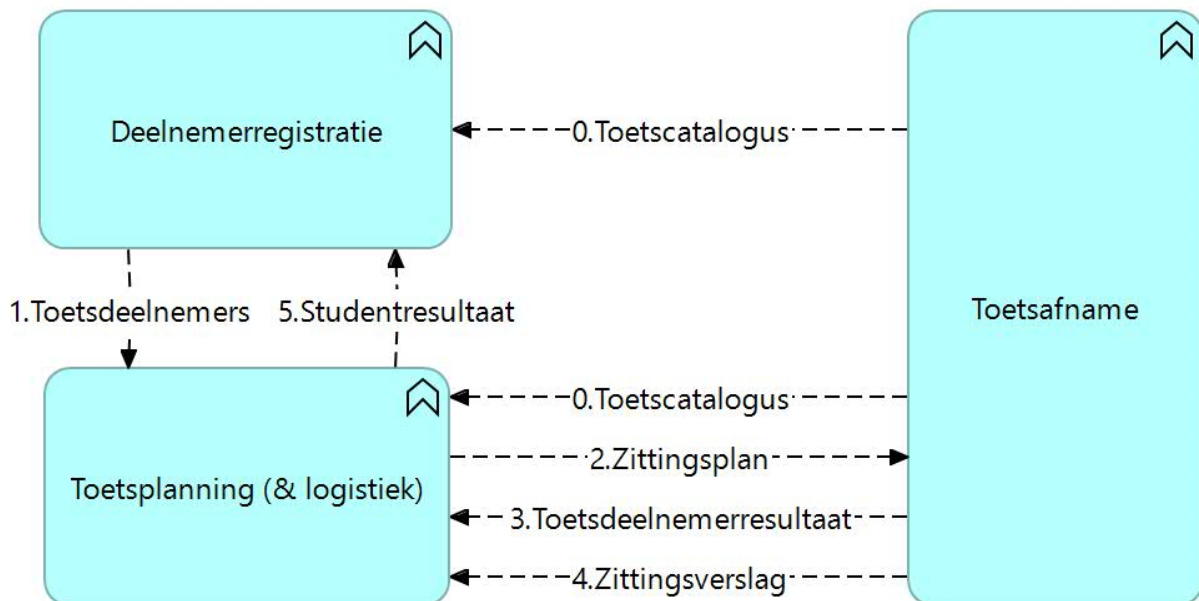 Deelnemerregistratie
0.Toetscatalogus
1.Toetsdeelnemers
5.Studentresultaat
Toetsafname
0.Toetscatalogus
2.Zittingsplan
Toetsplanning (& logistiek)
3.Toetsdeelnemerresultaat
4.Zittingsverslag